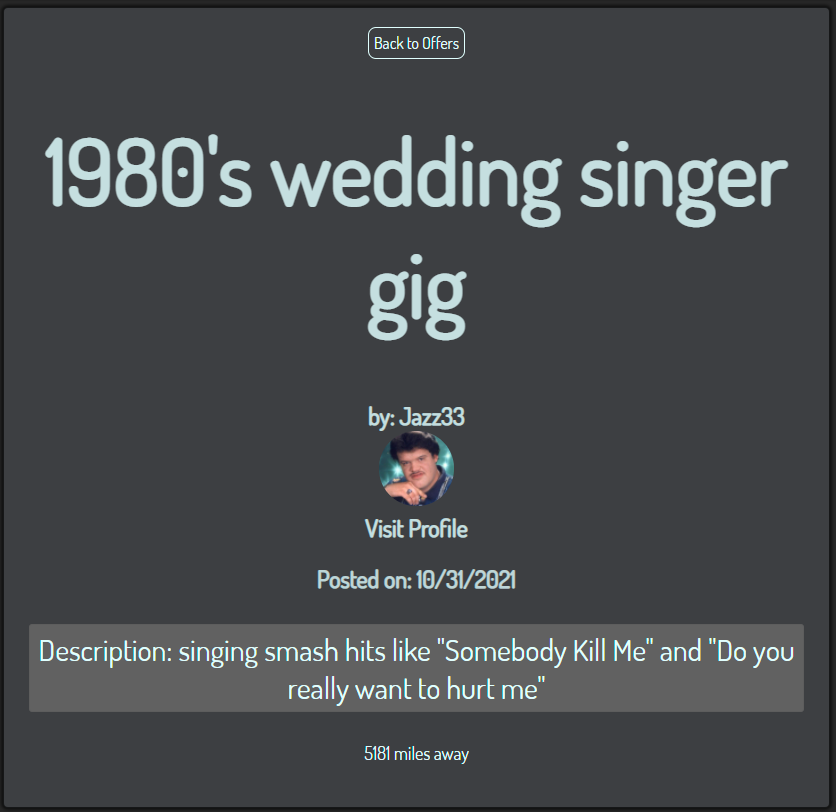 Back to Offers
1980's wedding singer
gig
by: Jazz33
Visit Profile
Posted on: 10/31/2021
Description: singing smash hits like "Somebody Kill Me" and "Do you
really want to hurt me"
5181 miles away